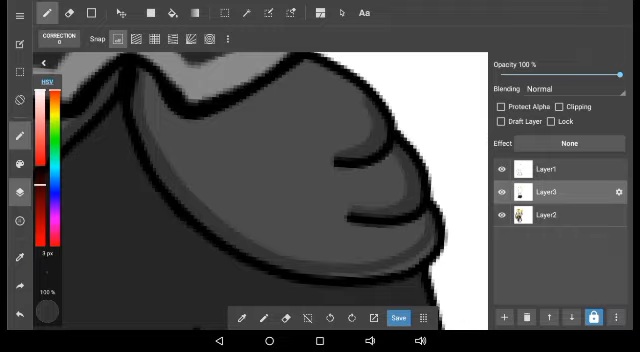 Aa
CORRECTION
0
Snap
off
HSV
3 px
100 %
Opacity 100 %
Blending
Normal
Protect Alpha
Clipping
Draft Layer
Lock
Effect
None
Layer1
Layer3
Layer2
Save